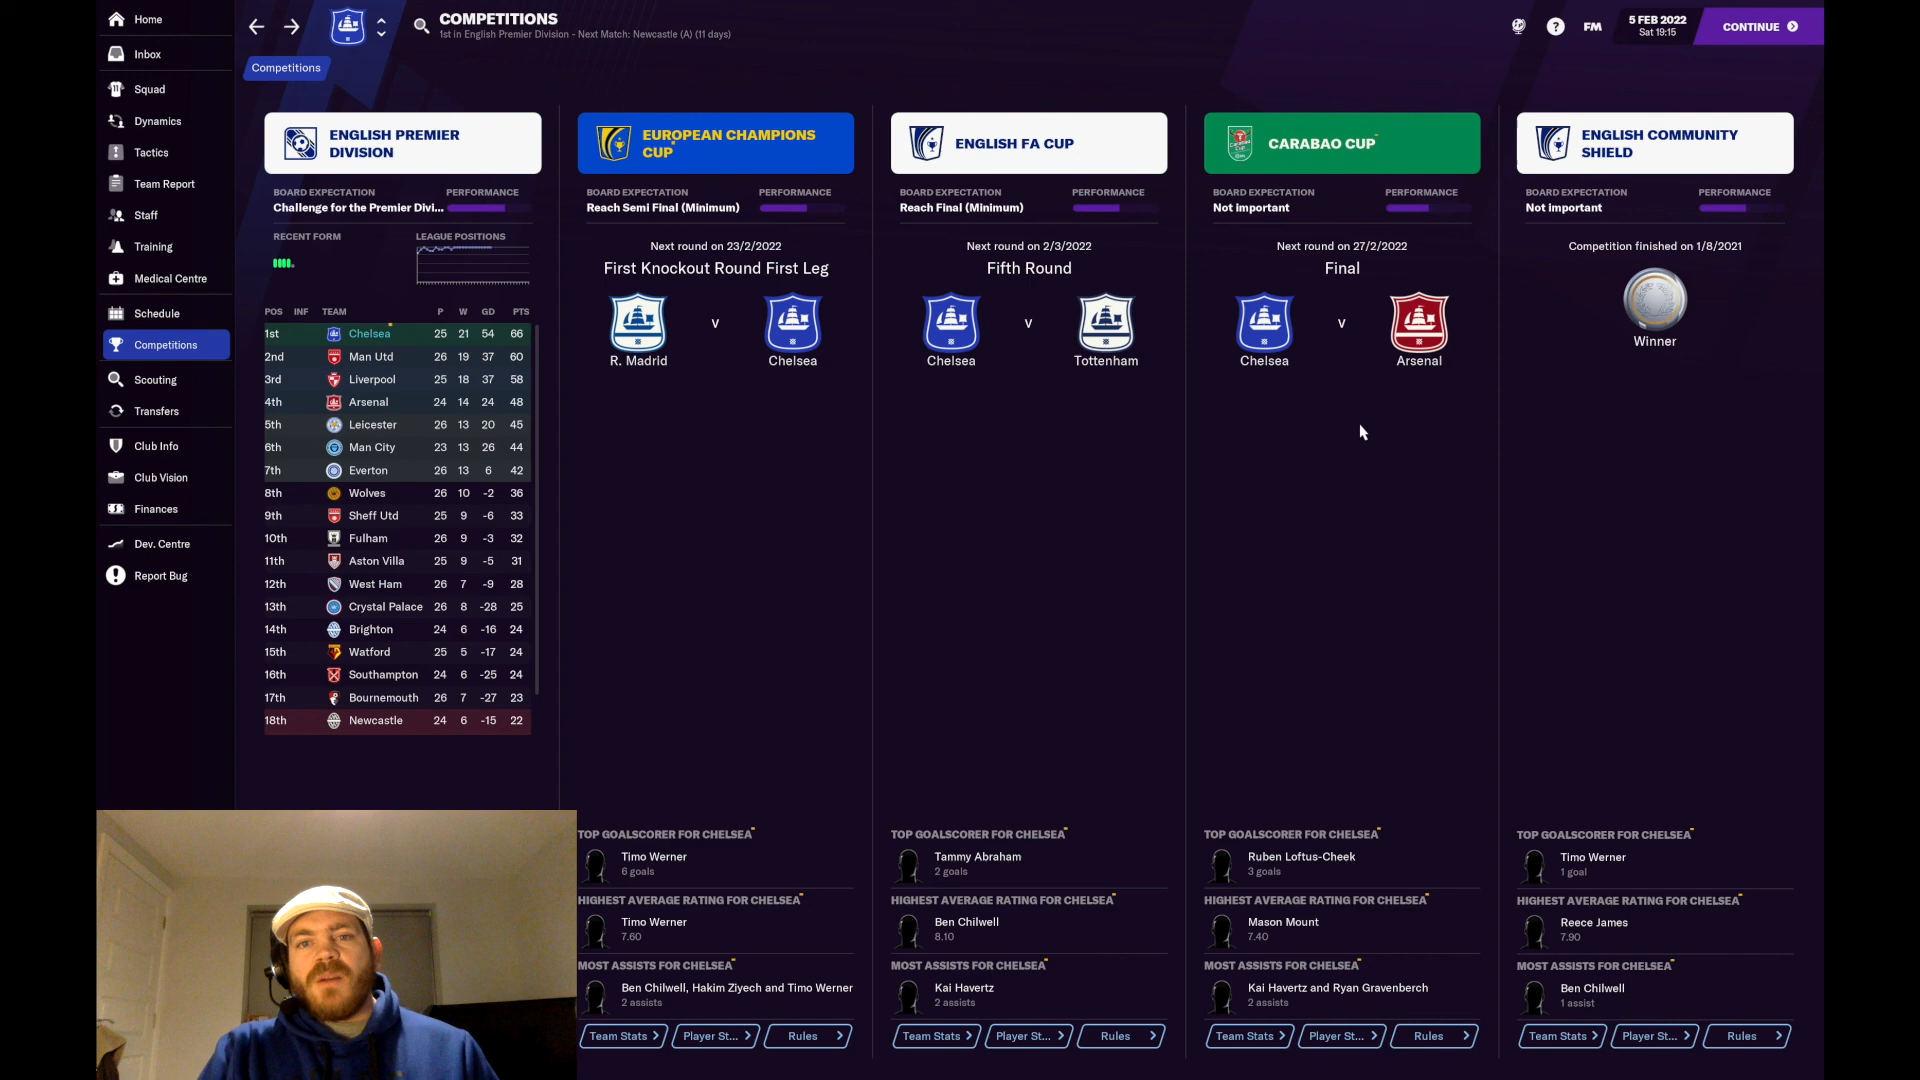 Home
Inbox
Squad
Dynamics
Tactics
Team Report
Staff
Training
Medical Centre
Schedule
Competitions
Scouting
Transfers
Club Info
Club Vision
Finances
Dev. Centre
Report Bug
COMPETITIONS
1st in English Premier Division - Next Match: Newcastle (A) (11 days)
FM
5 FEB 2022
Sat 19:15
CONTINUE
Competitions
ENGLISH PREMIER
DIVISION
BOARD EXPECTATION PERFORMANCE
Challenge for the Premier Divi...
RECENT FORM LEAGUE POSITIONS
POS INF TEAM P W GD PTS
1st Chelsea 25 21 54 66
2nd Man Utd 26 19 37 60
3rd Liverpool 25 18 37 58
4th Arsenal 24 14 24 48
5th Leicester 26 13 20 45
6th Man City 23 13 26 44
7th Everton 26 13 6 42
8th Wolves 26 10 -2 36
9th Sheff Utd 25 9 -6 33
10th Fulham 26 9 -3 32
11th Aston Villa 25 9 -5 31
12th West Ham 26 7 -9 28
13th Crystal Palace 26 8 -28 25
14th Brighton 24 6 -16 24
15th Watford 25 5 -17 24
16th Southampton 24 6 -25 24
17th Bournemouth 26 7 -27 23
18th Newcastle 24 6 -15 22
EUROPEAN CHAMPIONS
CUP
BOARD EXPECTATION PERFORMANCE
Reach Semi Final (Minimum)
Next round on 23/2/2022
First Knockout Round First Leg
v
R. Madrid Chelsea
TOP GOALSCORER FOR CHELSEA
Timo Werner
6 goals
HIGHEST AVERAGE RATING FOR CHELSEA
Timo Werner
7.60
MOST ASSISTS FOR CHELSEA
Ben Chilwell, Hakim Ziyech and Timo Werner
2 assists
Team Stats Player St... Rules
ENGLISH FA CUP
BOARD EXPECTATION PERFORMANCE
Reach Final (Minimum)
Next round on 2/3/2022
Fifth Round
v
Chelsea Tottenham
TOP GOALSCORER FOR CHELSEA
Tammy Abraham
2 goals
HIGHEST AVERAGE RATING FOR CHELSEA
Ben Chilwell
8.10
MOST ASSISTS FOR CHELSEA
Kai Havertz
2 assists
Team Stats Player St... Rules
CARABAO CUP
BOARD EXPECTATION PERFORMANCE
Not important
Next round on 27/2/2022
Final
v
Chelsea Arsenal
TOP GOALSCORER FOR CHELSEA
Ruben Loftus-Cheek
3 goals
HIGHEST AVERAGE RATING FOR CHELSEA
Mason Mount
7.40
MOST ASSISTS FOR CHELSEA
Kai Havertz and Ryan Gravenberch
2 assists
Team Stats Player St... Rules
ENGLISH COMMUNITY
SHIELD
BOARD EXPECTATION PERFORMANCE
Not important
Competition finished on 1/8/2021
Winner
TOP GOALSCORER FOR CHELSEA
Timo Werner
1 goal
HIGHEST AVERAGE RATING FOR CHELSEA
Reece James
7.90
MOST ASSISTS FOR CHELSEA
Ben Chilwell
1 assist
Team Stats Player St... Rules